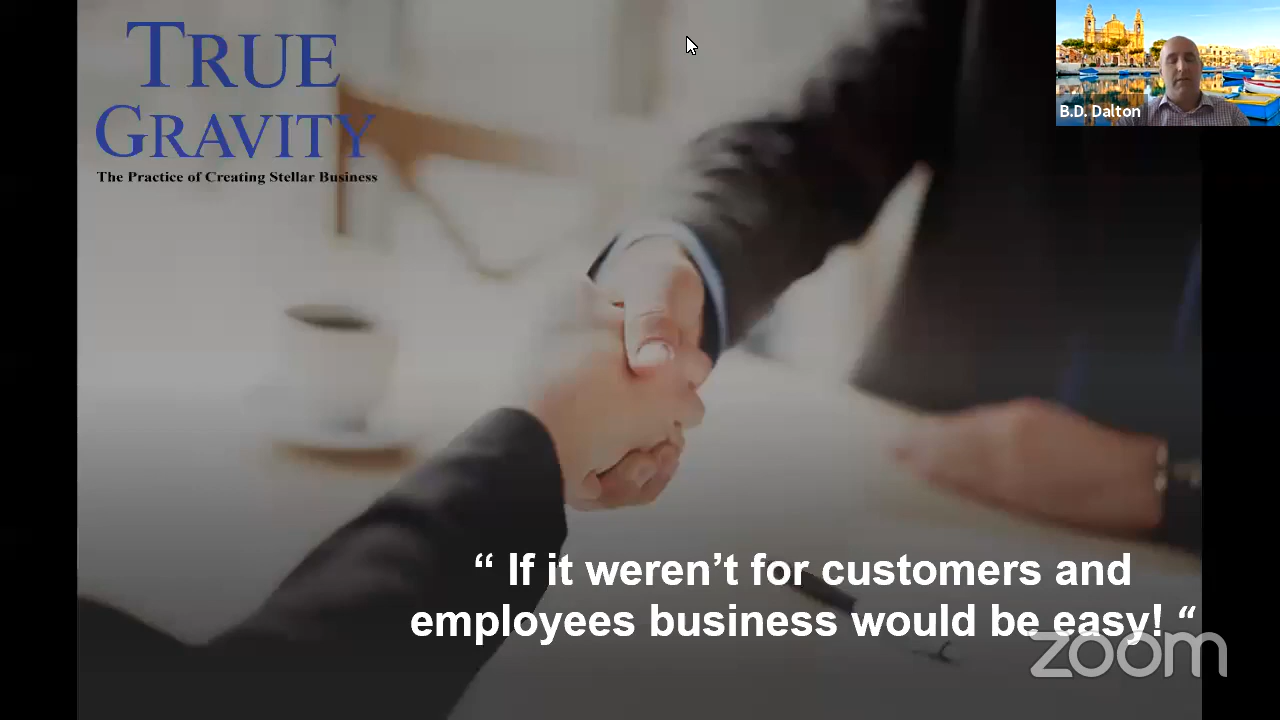 TRUE
GRAVITY
The Practice of Creating Stellar Business
B.D. Dalton
“ If it weren’t for customers and
employees business would be easy! “
zoom